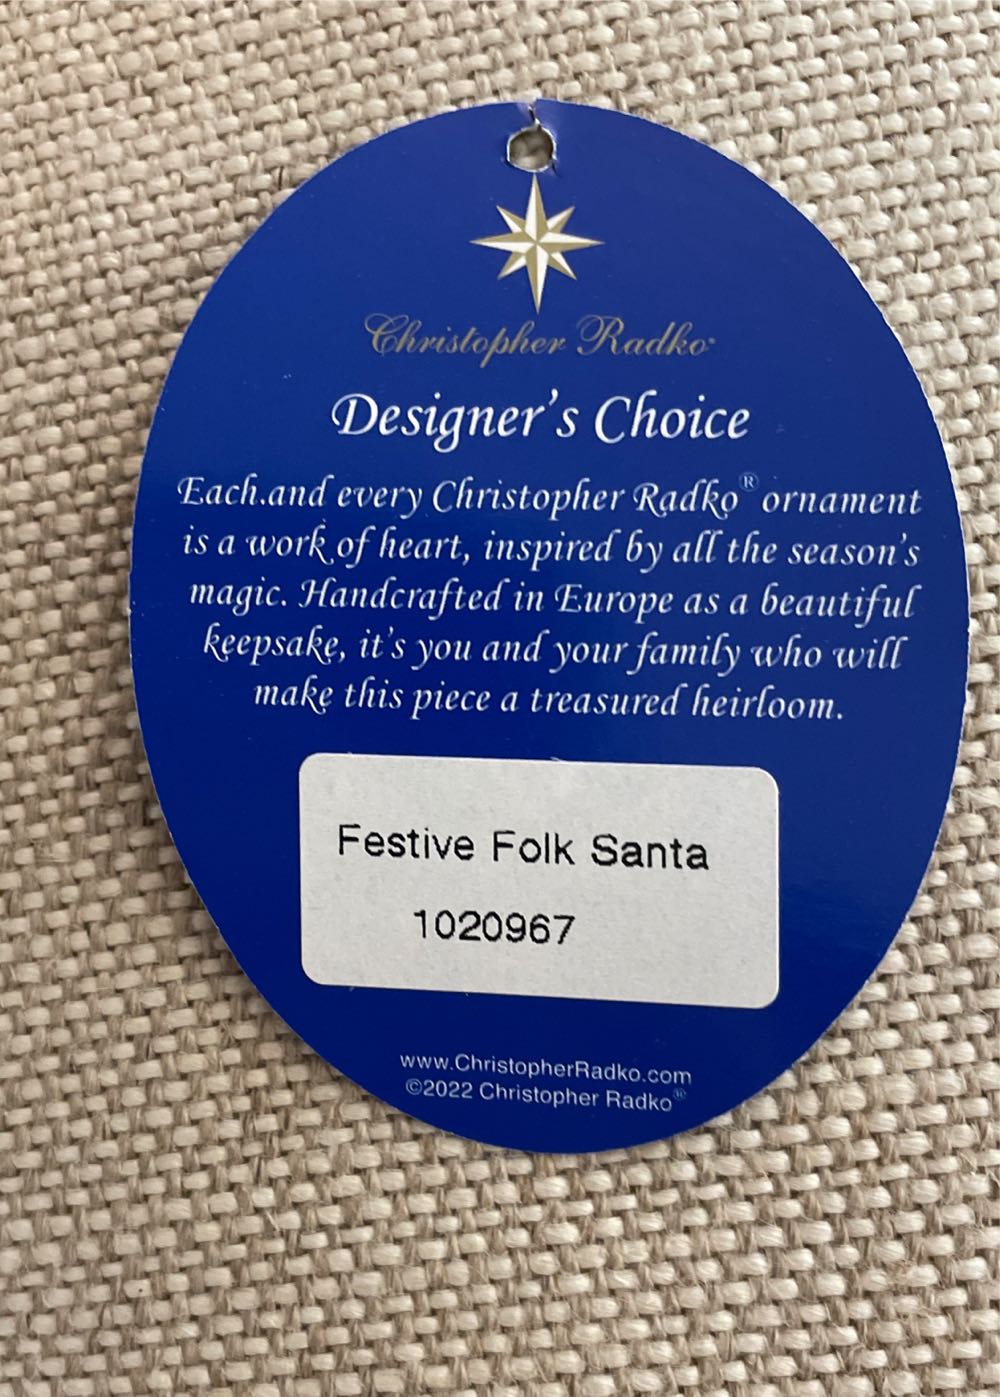 Christopher Radko®
Designer's Choice
Each.and every Christopher Radko® ornament
is a work of heart, inspired by all the season's
magic. Handcrafted in Europe as a beautiful
keepsake, it's you and your family who will
make this piece a treasured heirloom.
Festive Folk Santa
1020967
www.ChristopherRadko.com
©2022 Christopher Radko®